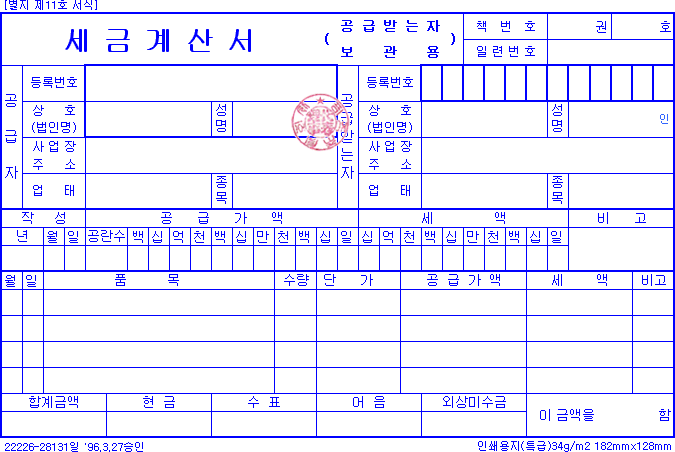 [별지 제11호 서식]
세 금 계 산 서
( 공 급 받 는 자 보 관 용 )
책 번 호 권 호
일 련 번 호
공 급 자
등록번호
상 호 (법인명)
성 명
사 업 장 주 소
업 태
종 목
공 급 받 는 자
등록번호
상 호 (법인명)
성 명
인
사 업 장 주 소
업 태
종 목
작 성 공 급 가 액 세 액 비 고
년 월 일 공란수 백 십 억 천 백 십 만 천 백 십 일 십 억 천 백 십 만 천 백 십 일
월 일 품 목 수량 단 가 공 급 가 액 세 액 비고
합계금액 현 금 수 표 어 음 외상미수금
이 금액을 함
22226-28131일 '96,3,27승인
인쇄용지(특급)34g/m2 182mmx128mm